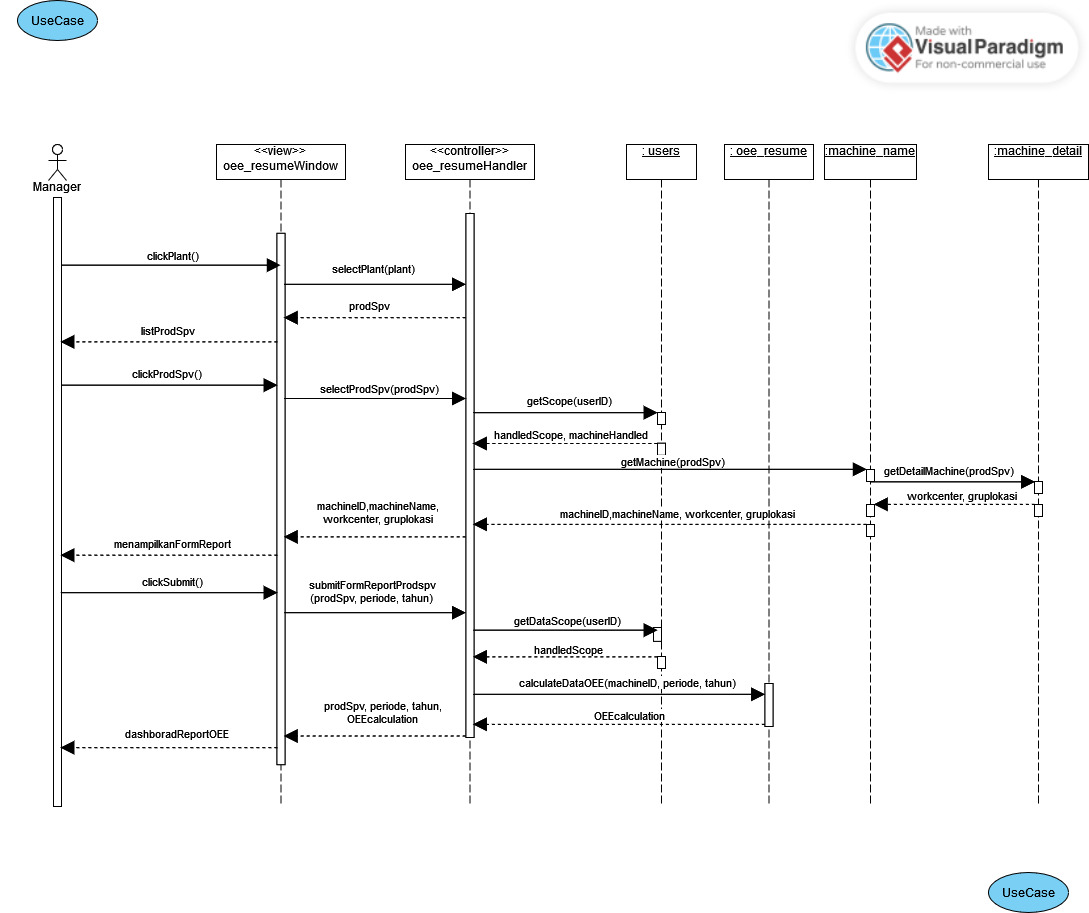 UseCase
Made with
Visual Paradigm
For non-commercial use
Manager
<<view>>
oee_resumeWindow
<<controller>>
oee_resumeHandler
: users
: oee_resume
:machine_name
:machine_detail
clickPlant()
selectPlant(plant)
prodSpv
listProdSpv
clickProdSpv()
selectProdSpv(prodSpv)
getScope(userID)
handledScope, machineHandled
getMachine(prodSpv)
getDetailMachine(prodSpv)
workcenter, gruplokasi
machineID,machineName, workcenter, gruplokasi
machineID,machineName,
workcenter, gruplokasi
menampilkanFormReport
clickSubmit()
submitFormReportProdspv
(prodSpv, periode, tahun)
getDataScope(userID)
handledScope
calculateDataOEE(machineID, periode, tahun)
OEEcalculation
prodSpv, periode, tahun,
OEEcalculation
dashboradReportOEE
UseCase